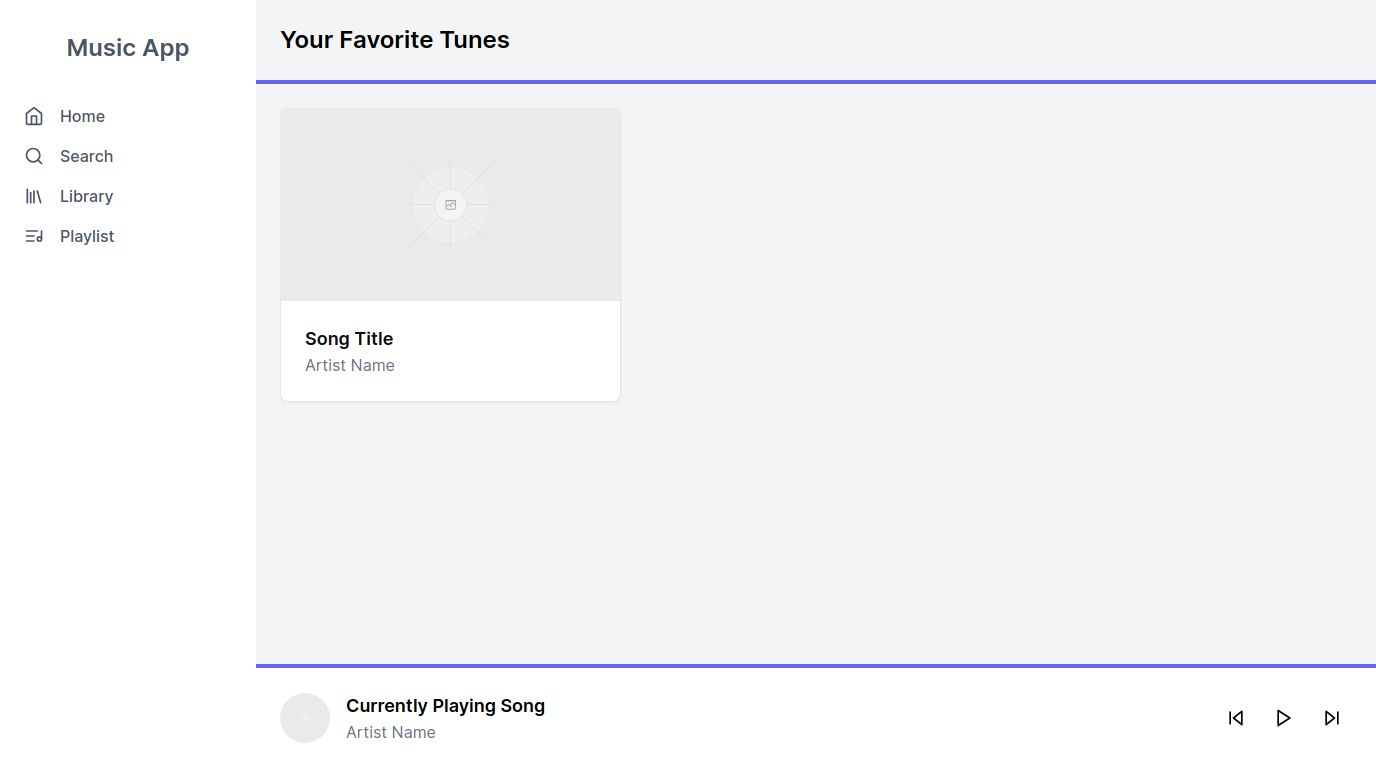 Music App
Home
Search
Library
Playlist
Your Favorite Tunes
Song Title
Artist Name
Currently Playing Song
Artist Name